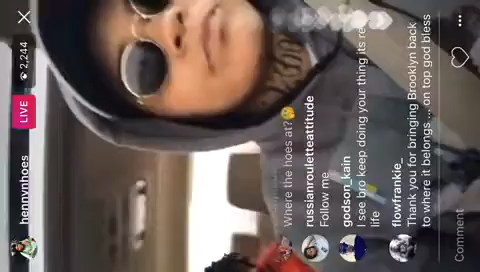 hennvnhoes
LIVE
2,244
Where the hoes at?🤔
russianrouletteattitude
Follow me
godson_kain
I see bro keep doing your thing its re
life
flowfrankie_
Thank you for bringing Brooklyn back
to where it belongs ... on top god bless
Comment